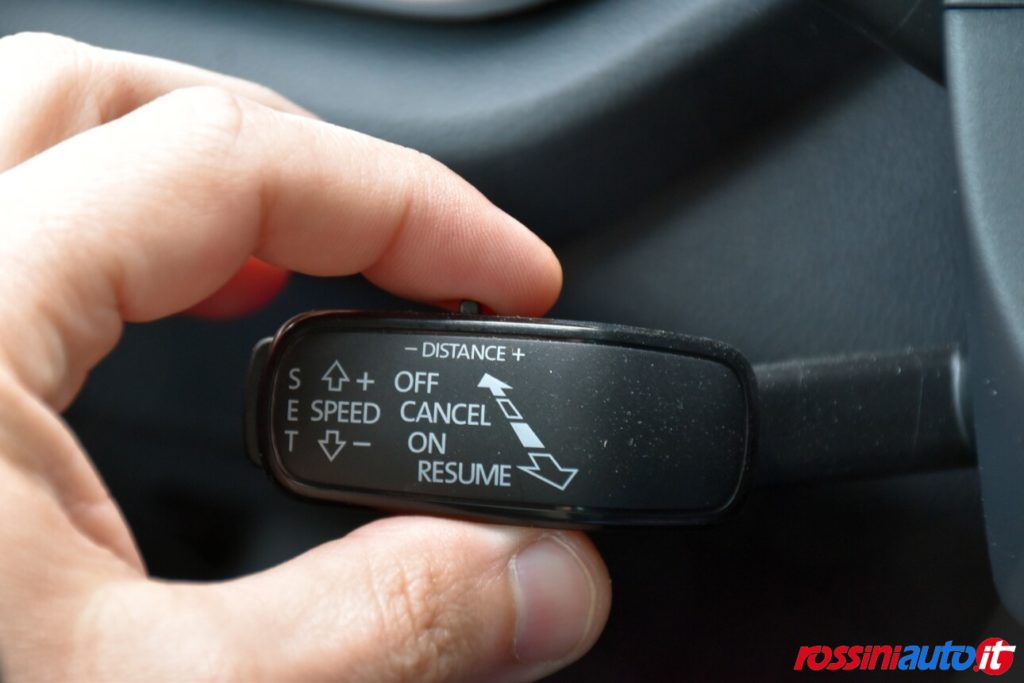 − DISTANCE +
S + OFF
E SPEED CANCEL
T − ON
RESUME
rossiniauto.it